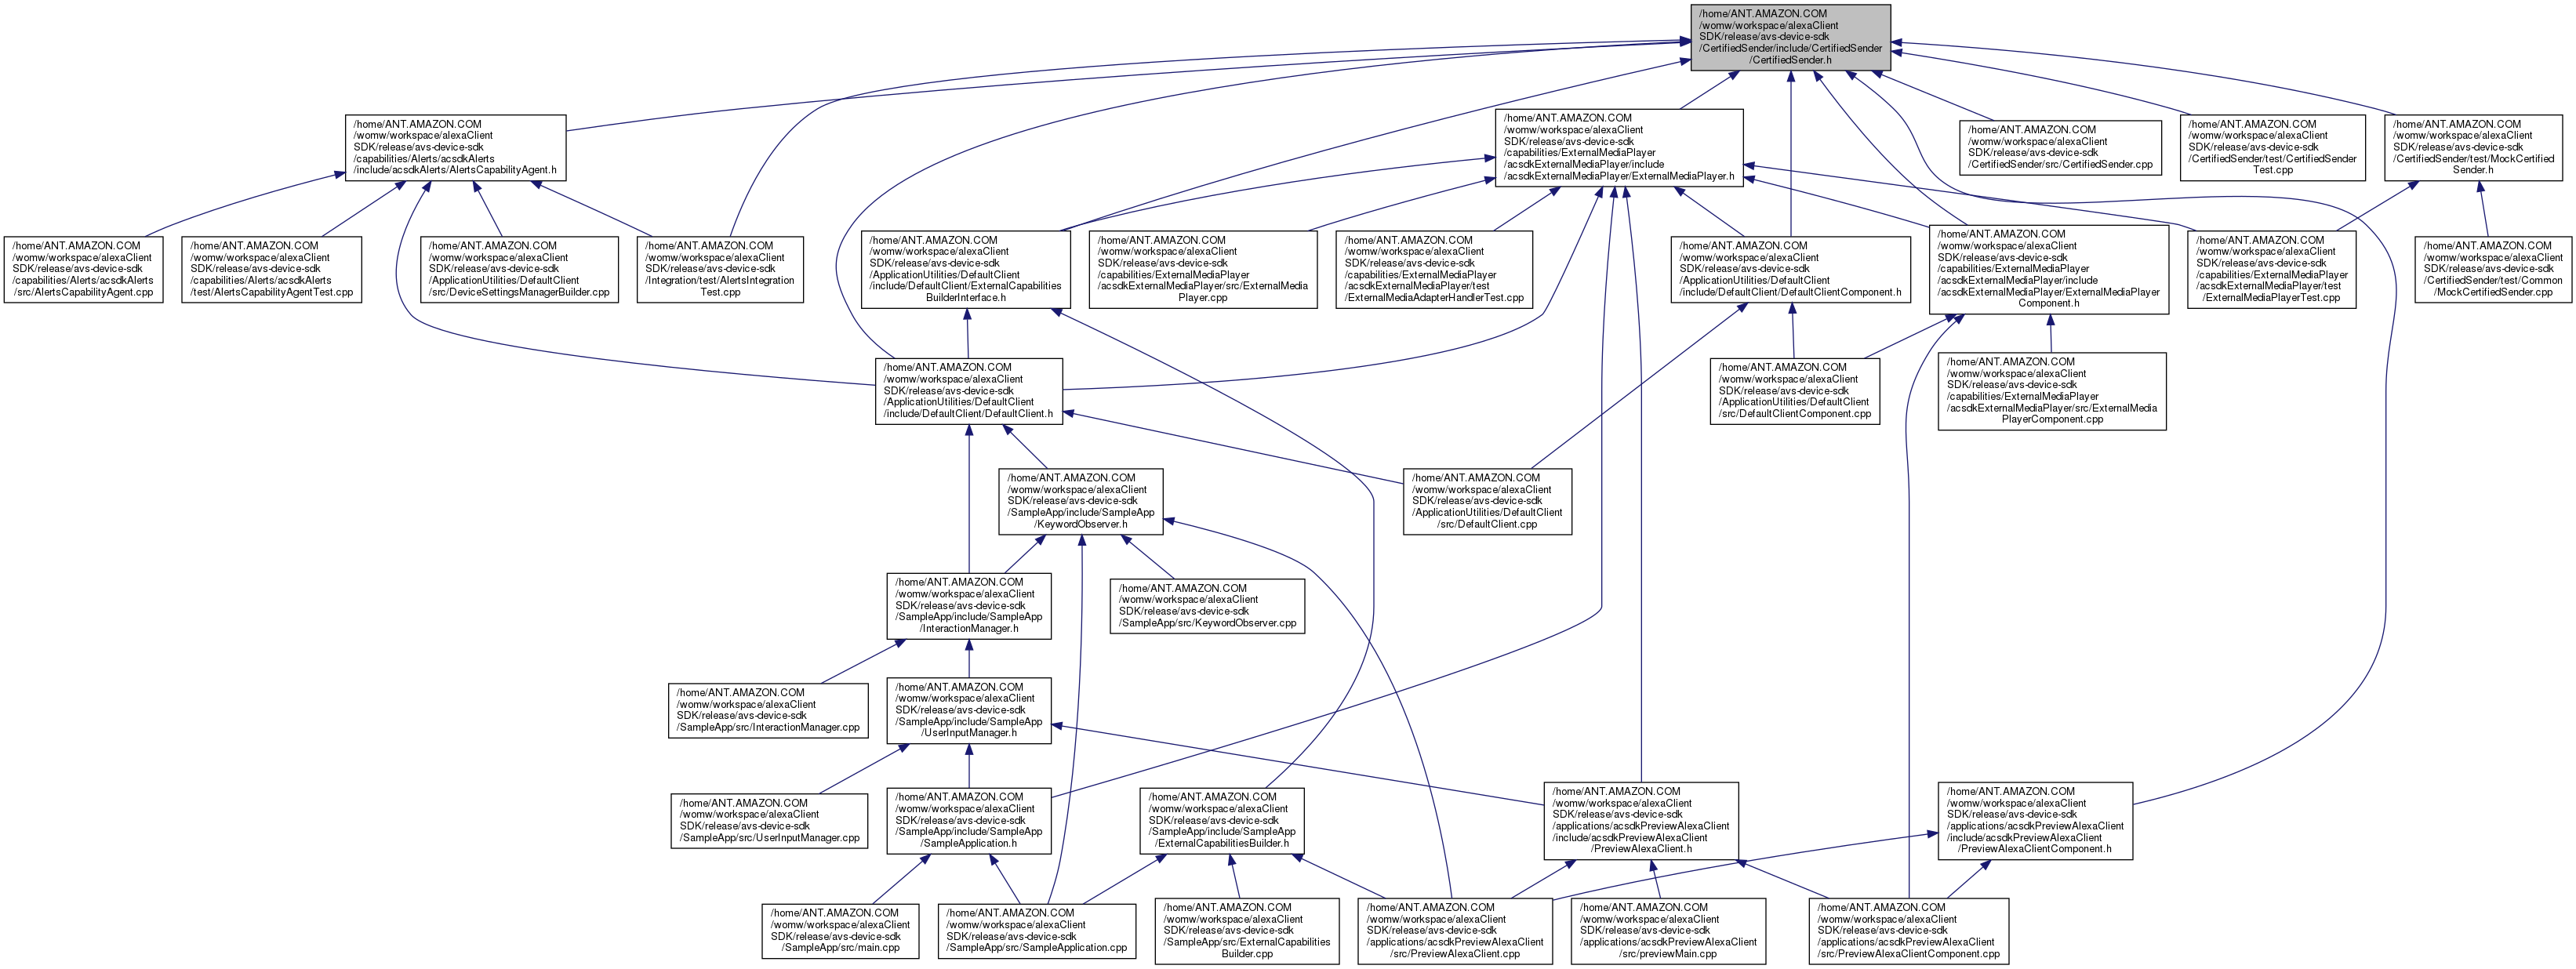 /home/ANT.AMAZON.COM
/womw/workspace/alexaClient
SDK/release/avs-device-sdk
/CertifiedSender/include/CertifiedSender
/CertifiedSender.h
/home/ANT.AMAZON.COM
/womw/workspace/alexaClient
SDK/release/avs-device-sdk
/capabilities/Alerts/acsdkAlerts
/include/acsdkAlerts/AlertsCapabilityAgent.h
/home/ANT.AMAZON.COM
/womw/workspace/alexaClient
SDK/release/avs-device-sdk
/capabilities/ExternalMediaPlayer
/acsdkExternalMediaPlayer/include
/acsdkExternalMediaPlayer/ExternalMediaPlayer.h
/home/ANT.AMAZON.COM
/womw/workspace/alexaClient
SDK/release/avs-device-sdk
/CertifiedSender/src/CertifiedSender.cpp
/home/ANT.AMAZON.COM
/womw/workspace/alexaClient
SDK/release/avs-device-sdk
/CertifiedSender/test/CertifiedSender
Test.cpp
/home/ANT.AMAZON.COM
/womw/workspace/alexaClient
SDK/release/avs-device-sdk
/CertifiedSender/test/MockCertified
Sender.h
/home/ANT.AMAZON.COM
/womw/workspace/alexaClient
SDK/release/avs-device-sdk
/capabilities/Alerts/acsdkAlerts
/src/AlertsCapabilityAgent.cpp
/home/ANT.AMAZON.COM
/womw/workspace/alexaClient
SDK/release/avs-device-sdk
/capabilities/Alerts/acsdkAlerts
/test/AlertsCapabilityAgentTest.cpp
/home/ANT.AMAZON.COM
/womw/workspace/alexaClient
SDK/release/avs-device-sdk
/ApplicationUtilities/DefaultClient
/src/DeviceSettingsManagerBuilder.cpp
/home/ANT.AMAZON.COM
/womw/workspace/alexaClient
SDK/release/avs-device-sdk
/Integration/test/AlertsIntegration
Test.cpp
/home/ANT.AMAZON.COM
/womw/workspace/alexaClient
SDK/release/avs-device-sdk
/ApplicationUtilities/DefaultClient
/include/DefaultClient/ExternalCapabilities
BuilderInterface.h
/home/ANT.AMAZON.COM
/womw/workspace/alexaClient
SDK/release/avs-device-sdk
/capabilities/ExternalMediaPlayer
/acsdkExternalMediaPlayer/src/ExternalMedia
Player.cpp
/home/ANT.AMAZON.COM
/womw/workspace/alexaClient
SDK/release/avs-device-sdk
/capabilities/ExternalMediaPlayer
/acsdkExternalMediaPlayer/test
/ExternalMediaAdapterHandlerTest.cpp
/home/ANT.AMAZON.COM
/womw/workspace/alexaClient
SDK/release/avs-device-sdk
/ApplicationUtilities/DefaultClient
/include/DefaultClient/DefaultClientComponent.h
/home/ANT.AMAZON.COM
/womw/workspace/alexaClient
SDK/release/avs-device-sdk
/capabilities/ExternalMediaPlayer
/acsdkExternalMediaPlayer/include
/acsdkExternalMediaPlayer/ExternalMediaPlayer
Component.h
/home/ANT.AMAZON.COM
/womw/workspace/alexaClient
SDK/release/avs-device-sdk
/capabilities/ExternalMediaPlayer
/acsdkExternalMediaPlayer/test
/ExternalMediaPlayerTest.cpp
/home/ANT.AMAZON.COM
/womw/workspace/alexaClient
SDK/release/avs-device-sdk
/CertifiedSender/test/Common
/MockCertifiedSender.cpp
/home/ANT.AMAZON.COM
/womw/workspace/alexaClient
SDK/release/avs-device-sdk
/ApplicationUtilities/DefaultClient
/include/DefaultClient/DefaultClient.h
/home/ANT.AMAZON.COM
/womw/workspace/alexaClient
SDK/release/avs-device-sdk
/ApplicationUtilities/DefaultClient
/src/DefaultClientComponent.cpp
/home/ANT.AMAZON.COM
/womw/workspace/alexaClient
SDK/release/avs-device-sdk
/capabilities/ExternalMediaPlayer
/acsdkExternalMediaPlayer/src/ExternalMedia
PlayerComponent.cpp
/home/ANT.AMAZON.COM
/womw/workspace/alexaClient
SDK/release/avs-device-sdk
/SampleApp/include/SampleApp
/KeywordObserver.h
/home/ANT.AMAZON.COM
/womw/workspace/alexaClient
SDK/release/avs-device-sdk
/ApplicationUtilities/DefaultClient
/src/DefaultClient.cpp
/home/ANT.AMAZON.COM
/womw/workspace/alexaClient
SDK/release/avs-device-sdk
/SampleApp/include/SampleApp
/InteractionManager.h
/home/ANT.AMAZON.COM
/womw/workspace/alexaClient
SDK/release/avs-device-sdk
/SampleApp/src/KeywordObserver.cpp
/home/ANT.AMAZON.COM
/womw/workspace/alexaClient
SDK/release/avs-device-sdk
/SampleApp/src/InteractionManager.cpp
/home/ANT.AMAZON.COM
/womw/workspace/alexaClient
SDK/release/avs-device-sdk
/SampleApp/include/SampleApp
/UserInputManager.h
/home/ANT.AMAZON.COM
/womw/workspace/alexaClient
SDK/release/avs-device-sdk
/SampleApp/src/UserInputManager.cpp
/home/ANT.AMAZON.COM
/womw/workspace/alexaClient
SDK/release/avs-device-sdk
/SampleApp/include/SampleApp
/SampleApplication.h
/home/ANT.AMAZON.COM
/womw/workspace/alexaClient
SDK/release/avs-device-sdk
/SampleApp/include/SampleApp
/ExternalCapabilitiesBuilder.h
/home/ANT.AMAZON.COM
/womw/workspace/alexaClient
SDK/release/avs-device-sdk
/applications/acsdkPreviewAlexaClient
/include/acsdkPreviewAlexaClient
/PreviewAlexaClient.h
/home/ANT.AMAZON.COM
/womw/workspace/alexaClient
SDK/release/avs-device-sdk
/applications/acsdkPreviewAlexaClient
/include/acsdkPreviewAlexaClient
/PreviewAlexaClientComponent.h
/home/ANT.AMAZON.COM
/womw/workspace/alexaClient
SDK/release/avs-device-sdk
/SampleApp/src/main.cpp
/home/ANT.AMAZON.COM
/womw/workspace/alexaClient
SDK/release/avs-device-sdk
/SampleApp/src/SampleApplication.cpp
/home/ANT.AMAZON.COM
/womw/workspace/alexaClient
SDK/release/avs-device-sdk
/SampleApp/src/ExternalCapabilities
Builder.cpp
/home/ANT.AMAZON.COM
/womw/workspace/alexaClient
SDK/release/avs-device-sdk
/applications/acsdkPreviewAlexaClient
/src/PreviewAlexaClient.cpp
/home/ANT.AMAZON.COM
/womw/workspace/alexaClient
SDK/release/avs-device-sdk
/applications/acsdkPreviewAlexaClient
/src/previewMain.cpp
/home/ANT.AMAZON.COM
/womw/workspace/alexaClient
SDK/release/avs-device-sdk
/applications/acsdkPreviewAlexaClient
/src/PreviewAlexaClientComponent.cpp